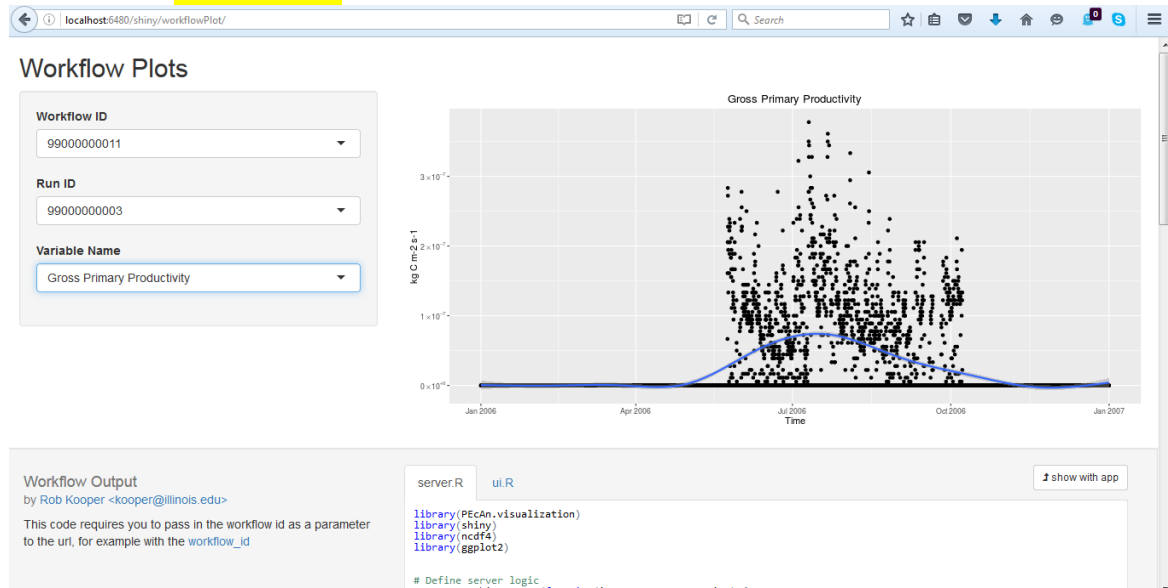 localhost:6480/shiny/workflowPlot/
Search
0
Workflow Plots
Workflow ID
99000000011
Run ID
99000000003
Variable Name
Gross Primary Productivity
Gross Primary Productivity
kg C m-2 s-1
3×10⁻⁷
2×10⁻⁷
1×10⁻⁷
Jan 2006
Apr 2006
Jul 2006
Oct 2006
Jan 2007
Time
Workflow Output
by Rob Kooper <kooper@illinois.edu>
This code requires you to pass in the workflow id as a parameter
to the url, for example with the workflow_id
server.R
ui.R
show with app
library(PEcAn.visualization)
library(shiny)
library(ncdf4)
library(ggplot2)
# Define server logic